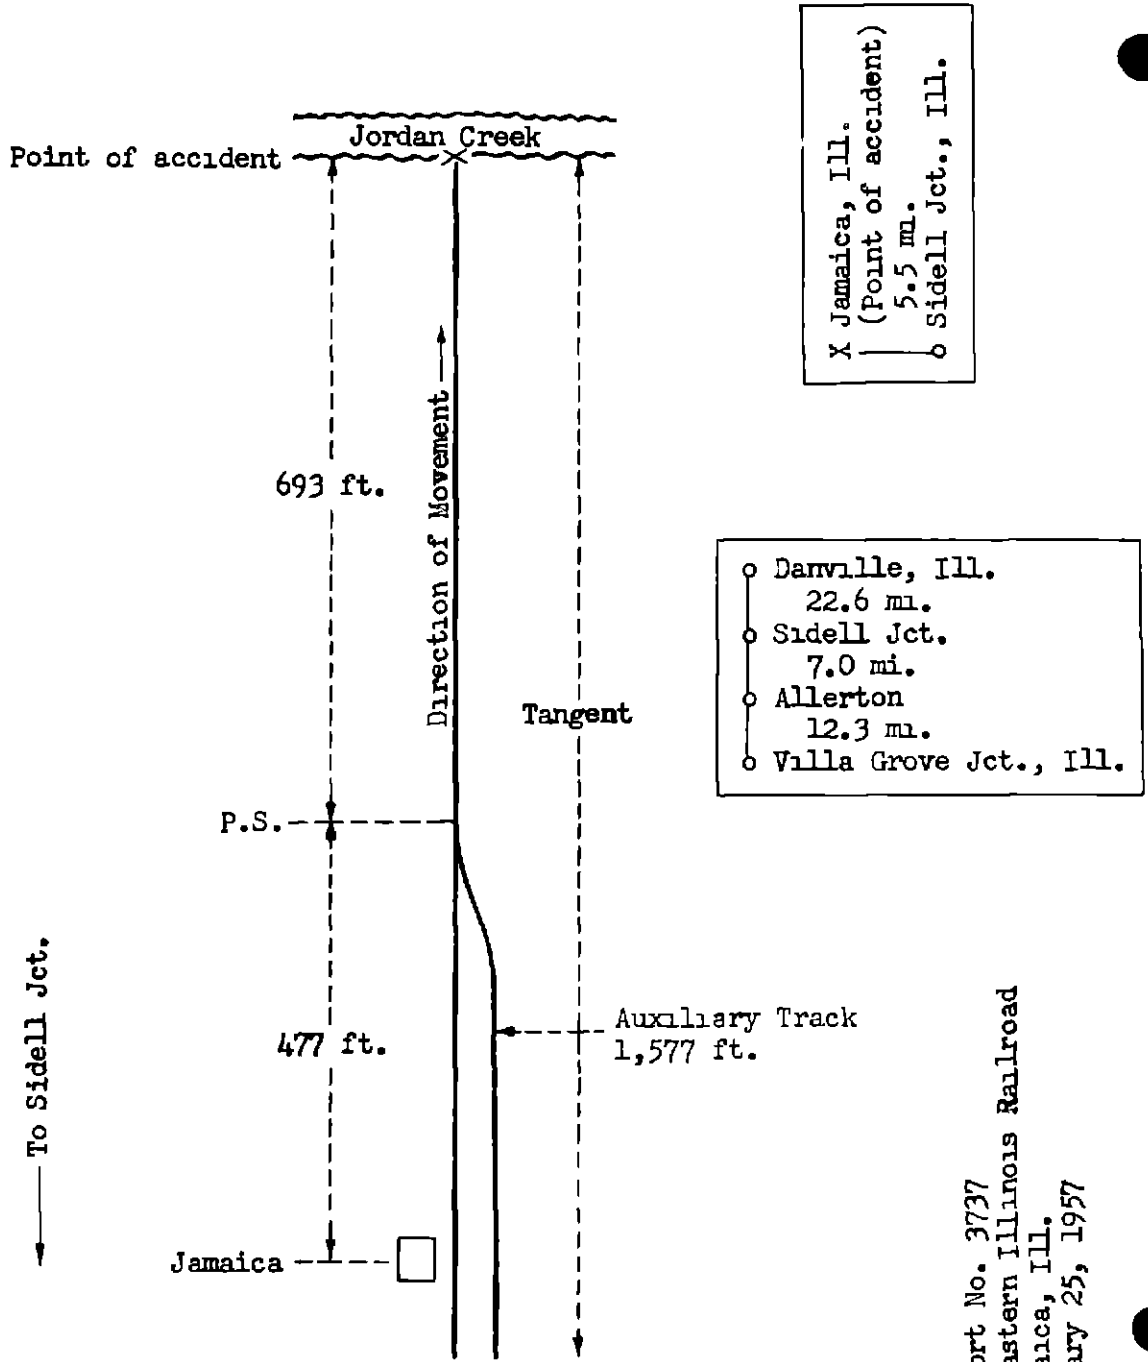 Jordan Creek
Point of accident
693 ft.
Direction of Movement
Tangent
P.S.
To Sidell Jct.
477 ft.
Auxiliary Track
1,577 ft.
Jamaica
X Jamaica, Ill.
(Point of accident)
5.5 mi.
Sidell Jct., Ill.
Danville, Ill.
22.6 mi.
Sidell Jct.
7.0 mi.
Allerton
12.3 mi.
Villa Grove Jct., Ill.
No. 3737
Illinois Railroad
Ill.
25, 1957